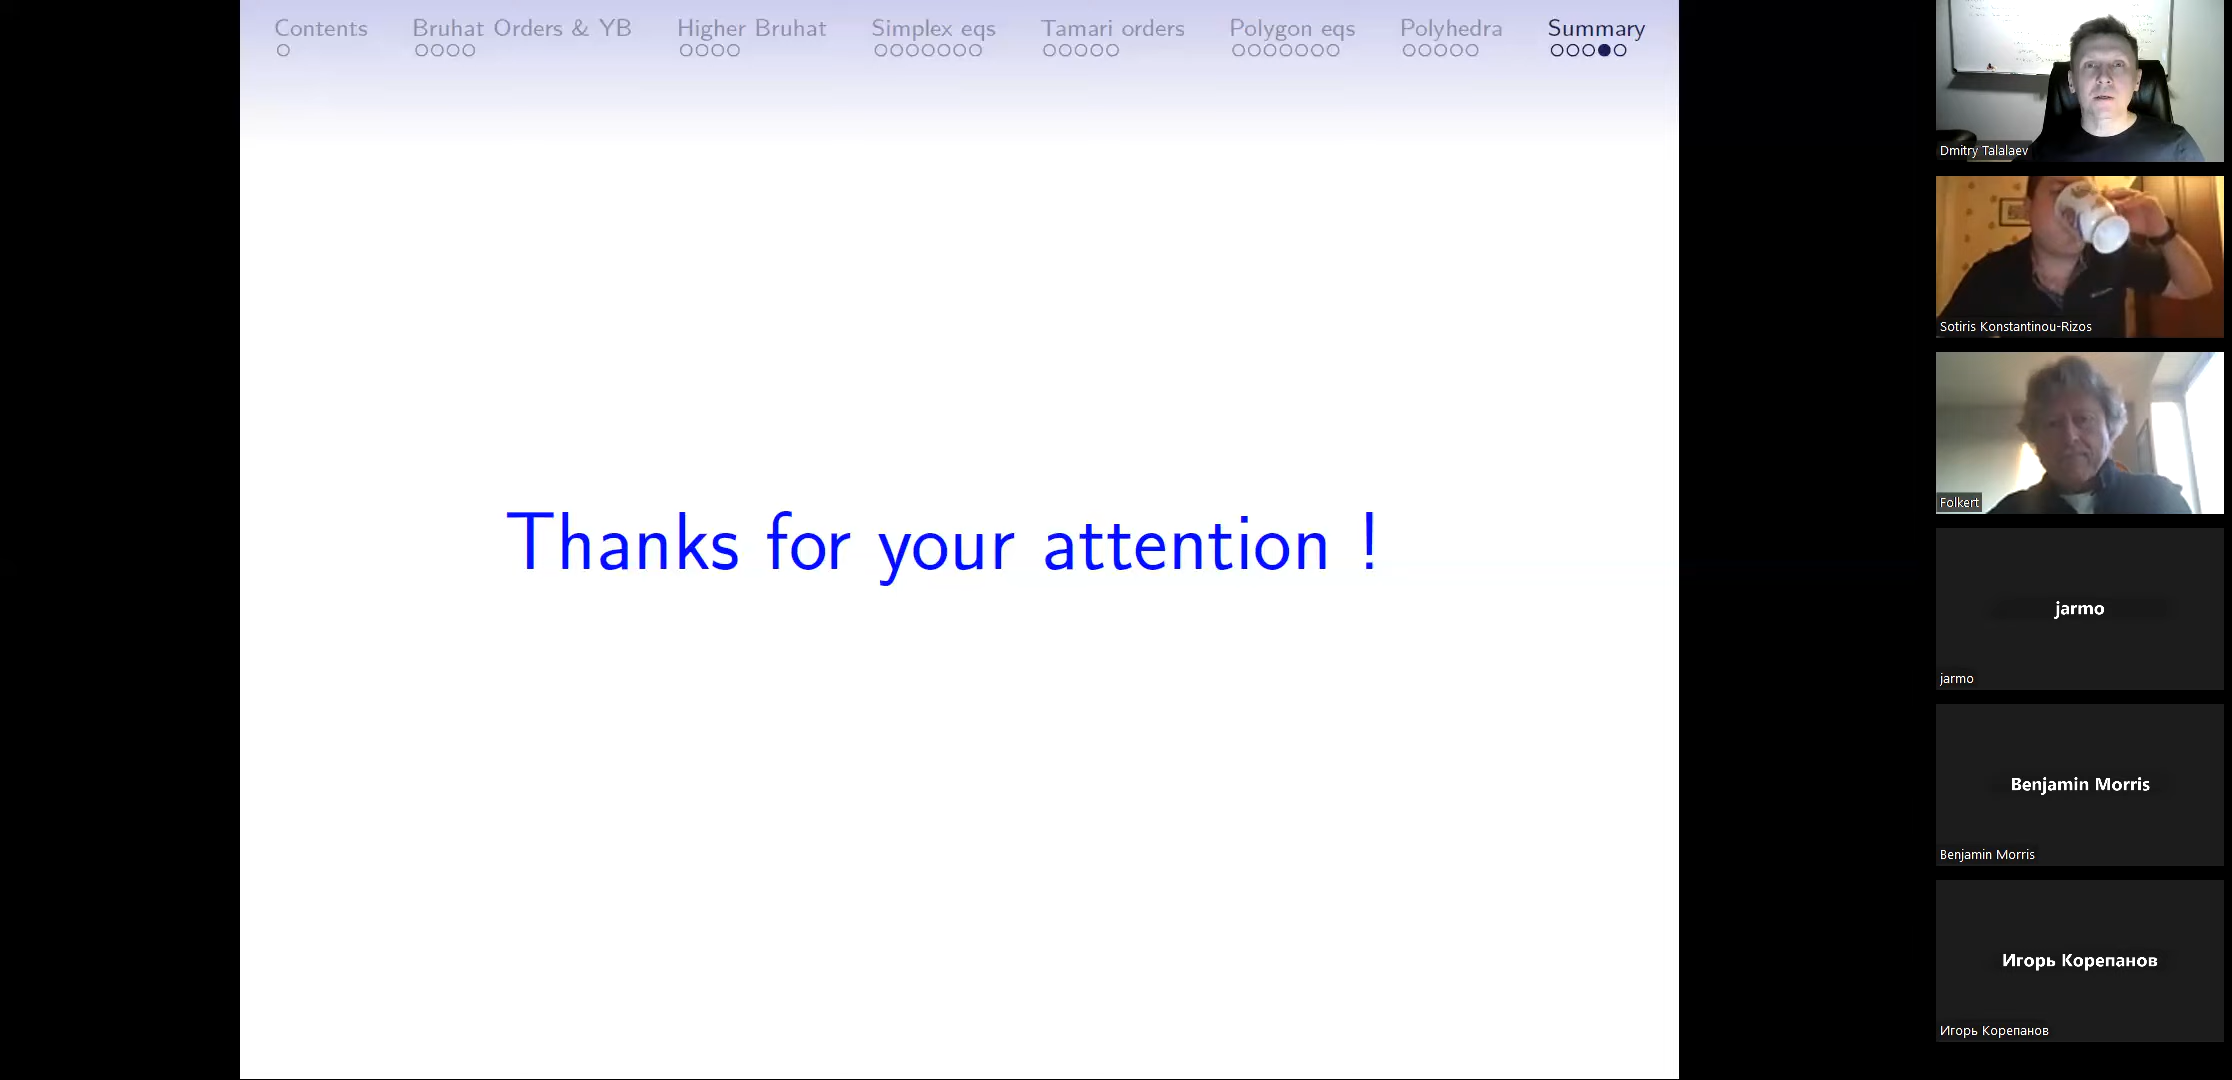 Contents Bruhat Orders & YB Higher Bruhat Simplex eqs Tamari orders Polygon eqs Polyhedra Summary
Thanks for your attention !
Dmitry Talalaev
Sotiris Konstantinou-Rizos
Folkert
jarmo
jarmo
Benjamin Morris
Benjamin Morris
Игорь Корепанов
Игорь Корепанов